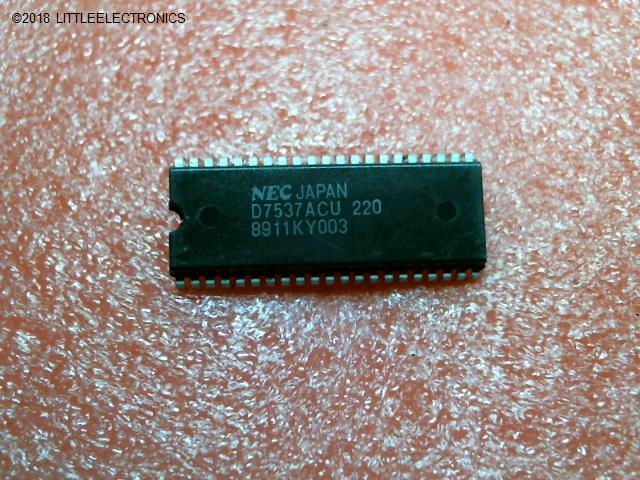 ©2018 LITTLEELECTRONICS
NEC JAPAN
D7537ACU 220
8911KY003